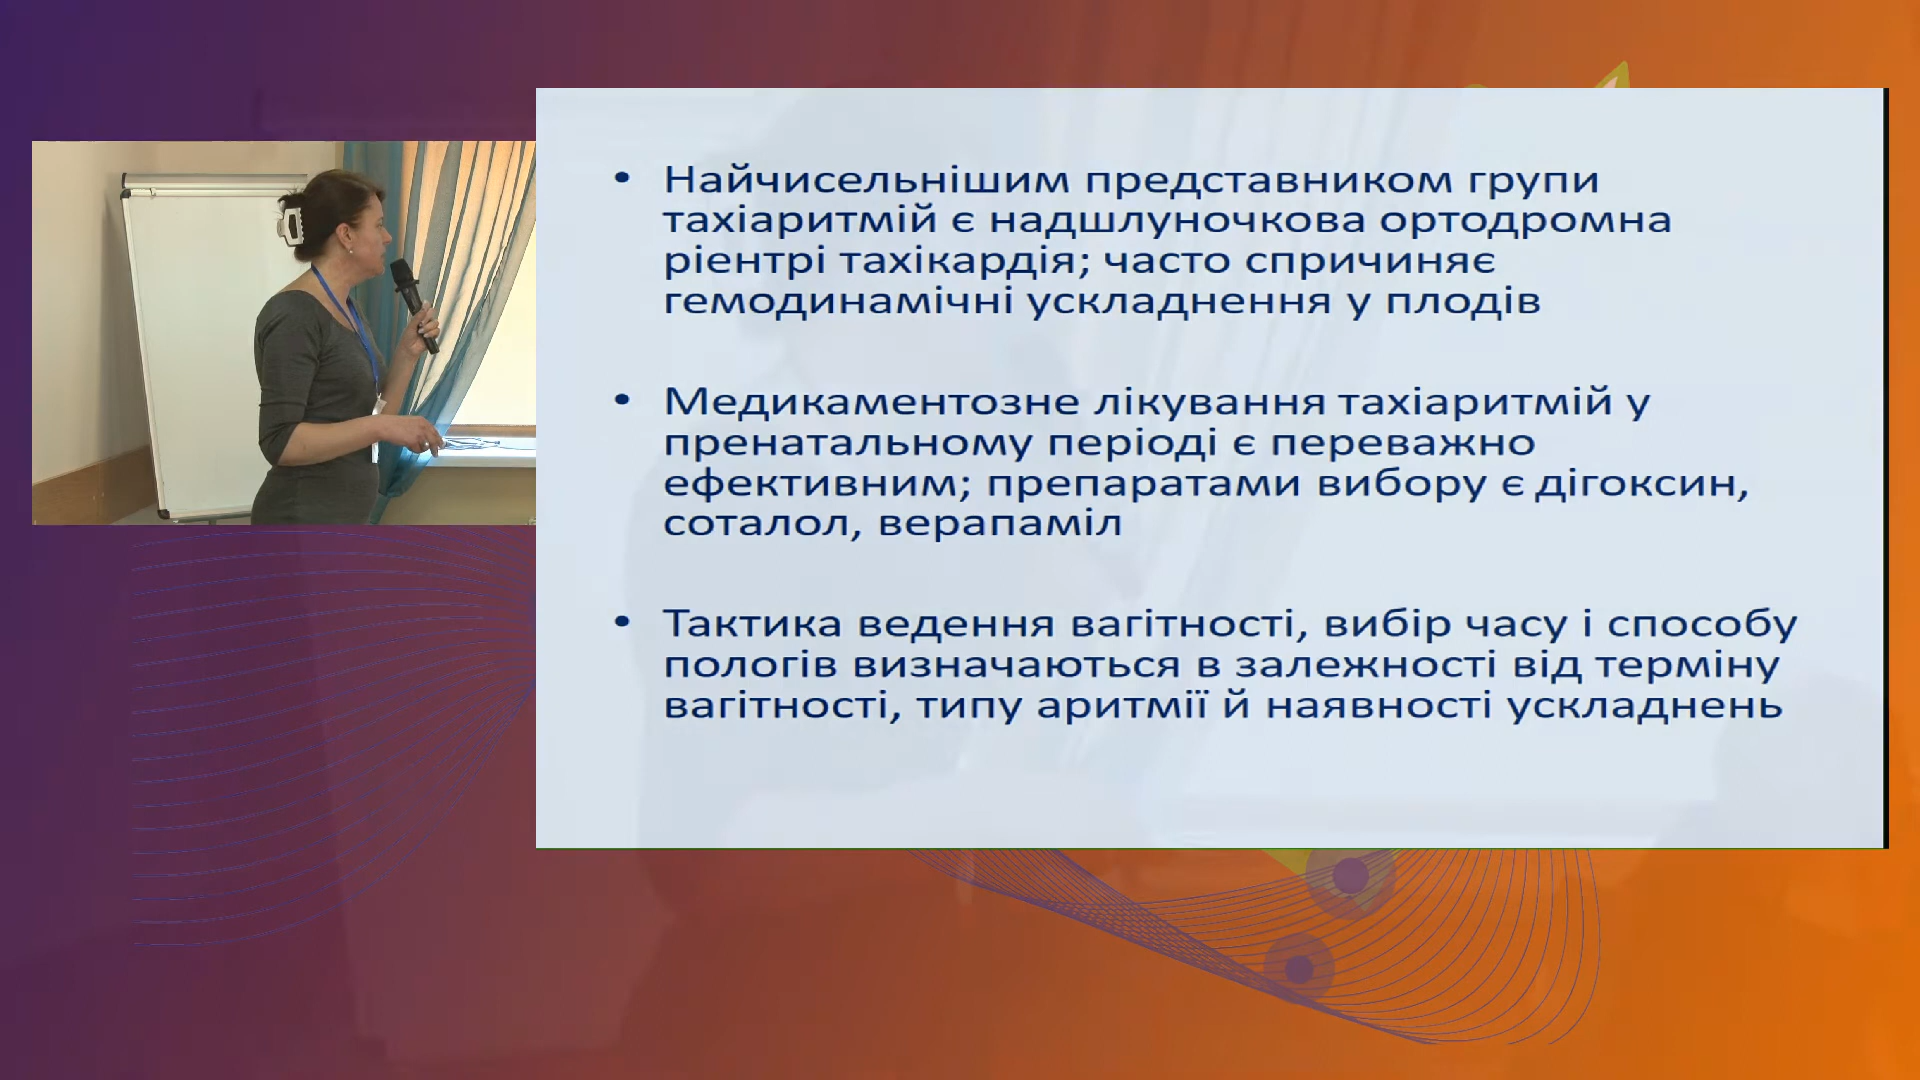 • Найчисельнішим представником групи
тахіаритмій є надшлуночкова ортодромна
рієнтрі тахікардія; часто спричиняє
гемодинамічні ускладнення у плодів
• Медикаментозне лікування тахіаритмій у
пренатальному періоді є переважно
ефективним; препаратами вибору є дігоксин,
соталол, верапаміл
• Тактика ведення вагітності, вибір часу і способу
пологів визначаються в залежності від терміну
вагітності, типу аритмії й наявності ускладнень